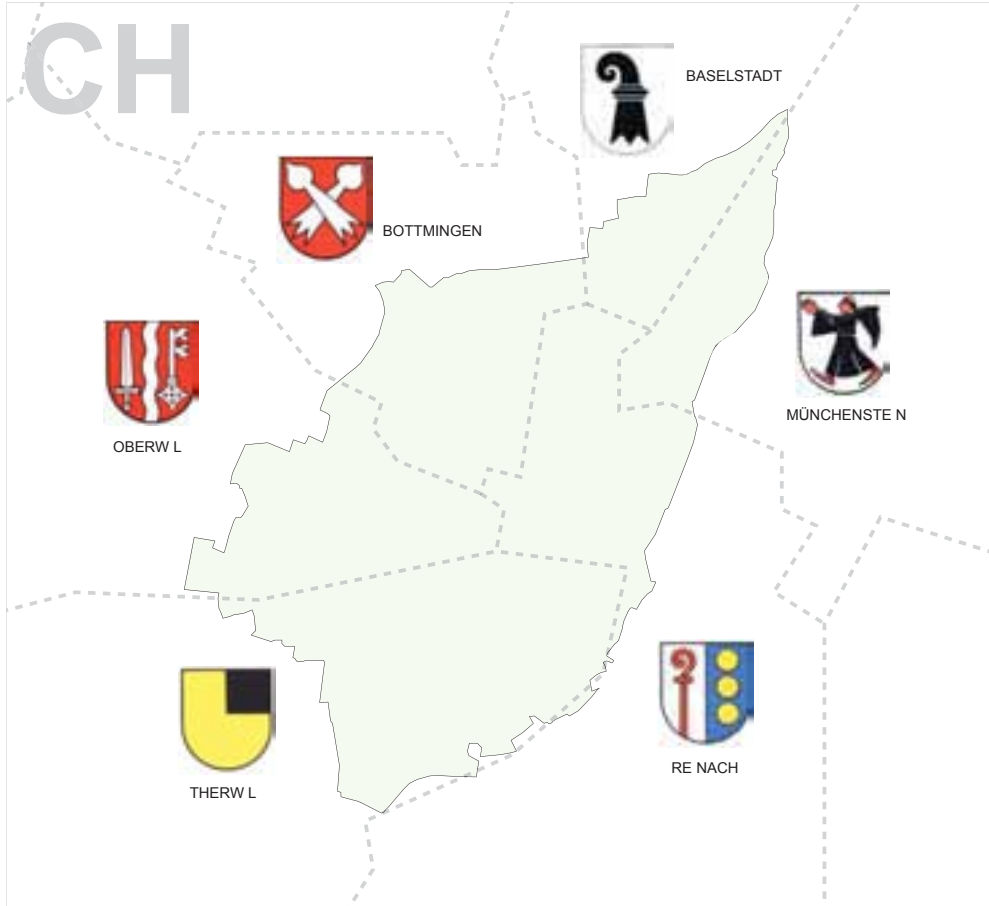 CH
BASELSTADT
BOTTMINGEN
OBERW L
MÜNCHENSTE N
THERW L
RE NACH